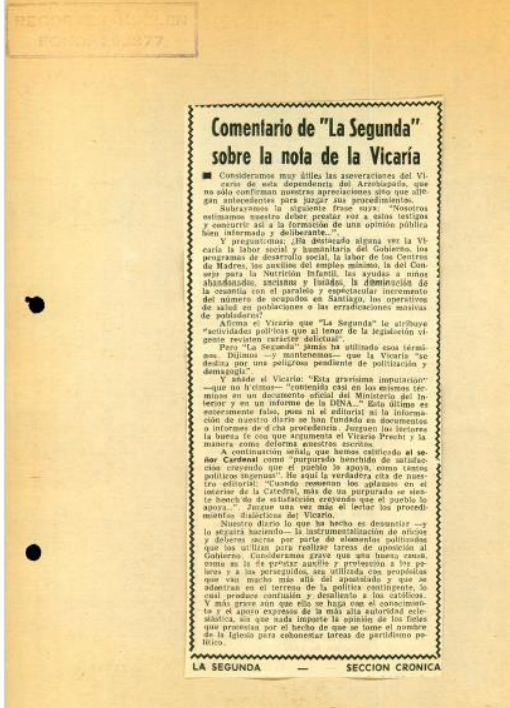 Comentario de "La Segunda"
sobre la nota de la Vicaría
Consideramos muy útiles las aseveraciones del Vi-
cario de esta dependencia del Arzobispado, que
no sólo confirman nuestras apreciaciones sino que alle-
gan antecedentes para juzgar sus procedimientos.
Subrayamos la siguiente frase suya: "Nosotros
estimamos nuestro deber prestar voz a estos testigos
y concurrir así a la formación de una opinión pública
bien informada y deliberante...".
Y preguntamos: ¿Ha destacado alguna vez la Vi-
caría la labor social y humanitaria del Gobierno, los
programas de desarrollo social, la labor de los Centros
de Madres, los auxilios del empleo mínimo, la del Con-
sejo para la Nutrición Infantil, las ayudas a niños
abandonados, ancianos y lisiados, la disminución de
la cesantía con el paralelo y espectacular incremento
del número de ocupados en Santiago, los operativos
de salud en poblaciones o las erradicaciones masivas
de pobladores?
Afirma el Vicario que "La Segunda" le atribuye
"actividades políticas que al tenor de la legislación vi-
gente revisten carácter delictual".
Pero "La Segunda" jamás ha utilizado esos térmi-
nos. Dijimos —y mantenemos— que la Vicaría "se
desliza por una peligrosa pendiente de politización y
demagogia".
Y añade el Vicario: "Esta gravísima imputación"
—que no hicimos— "contenida casi en los mismos tér-
minos en un documento oficial del Ministerio del In-
terior y en un informe de la DINA..." Esto último es
enteramente falso, pues ni el editorial ni la informa-
ción de nuestro diario se han fundado en documentos
o informes de dicha procedencia. Juzguen los lectores
la buena fe con que argumenta el Vicario Precht y la
manera como deforma nuestros escritos.
A continuación señala que hemos calificado al se-
ñor Cardenal como "purpurado henchido de satisfac-
ción creyendo que el pueblo lo apoya, como tantos
políticos ingenuos". He aquí la verdadera cita de nues-
tro editorial: "Cuando resuenan los aplausos en el
interior de la Catedral, más de un purpurado se sien-
te henchido de satisfacción creyendo que el pueblo lo
apoya...". Juzgue una vez más el lector los procedi-
mientos dialécticos del Vicario.
Nuestro diario lo que ha hecho es denunciar —y
lo seguirá haciendo— la instrumentalización de oficios
y deberes sacros por parte de elementos politizados
que los utilizan para realizar tareas de oposición al
Gobierno. Consideramos grave que una buena causa,
como es la de prestar auxilio y protección a los po-
bres y a los perseguidos, sea utilizada con propósitos
que van mucho más allá del apostolado y que se
adentran en el terreno de la política contingente, lo
cual produce confusión y desaliento a los católicos.
Y más grave aún que ello se haga con el conocimien-
to y el apoyo expresos de la más alta autoridad ecle-
siástica, sin que nada importe la opinión de los fieles
que protestan por el hecho de que se tome el nombre
de la Iglesia para cohonestar tareas de partidismo po-
lítico.
LA SEGUNDA — SECCION CRONICA